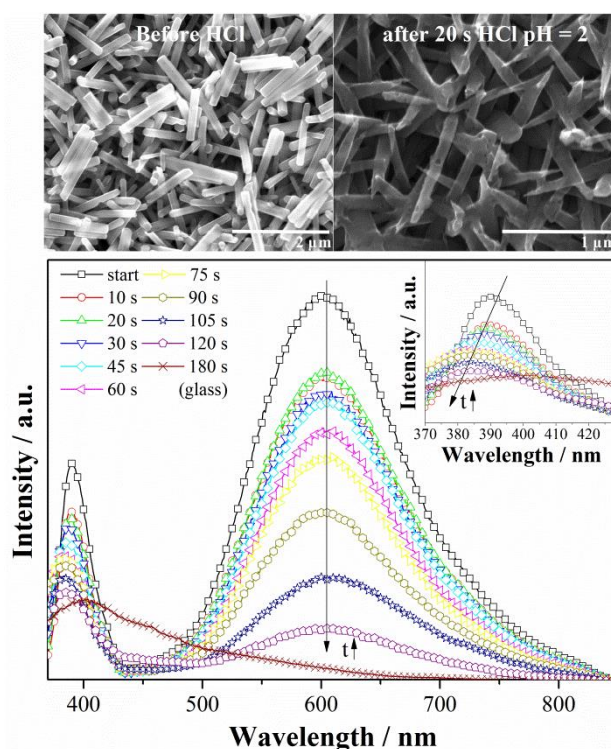 Before HCl
after 20 s HCl pH = 2
2 µm
1 µm
start
10 s
20 s
30 s
45 s
60 s
75 s
90 s
105 s
120 s
180 s
(glass)
t
370 380 390 400 410 420
Wavelength / nm
Intensity / a.u.
t
400 500 600 700 800
Wavelength / nm
Intensity / a.u.